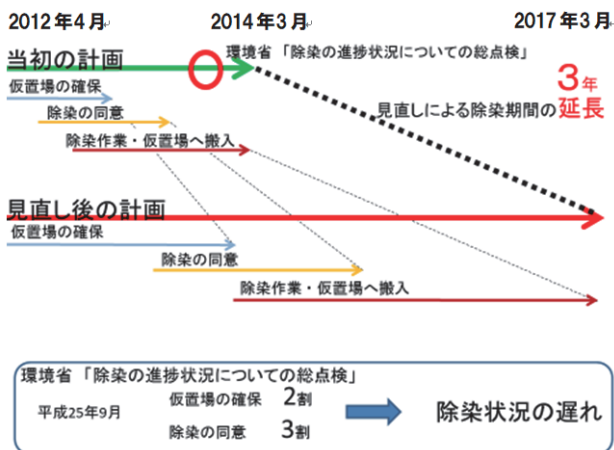 2012年4月 2014年3月 2017年3月
当初の計画
環境省「除染の進捗状況についての総点検」
仮置場の確保
除染の同意
除染作業・仮置場へ搬入
3年
見直しによる除染期間の延長
見直し後の計画
仮置場の確保
除染の同意
除染作業・仮置場へ搬入
環境省「除染の進捗状況についての総点検」
平成25年9月
仮置場の確保 2割
除染の同意 3割
除染状況の遅れ